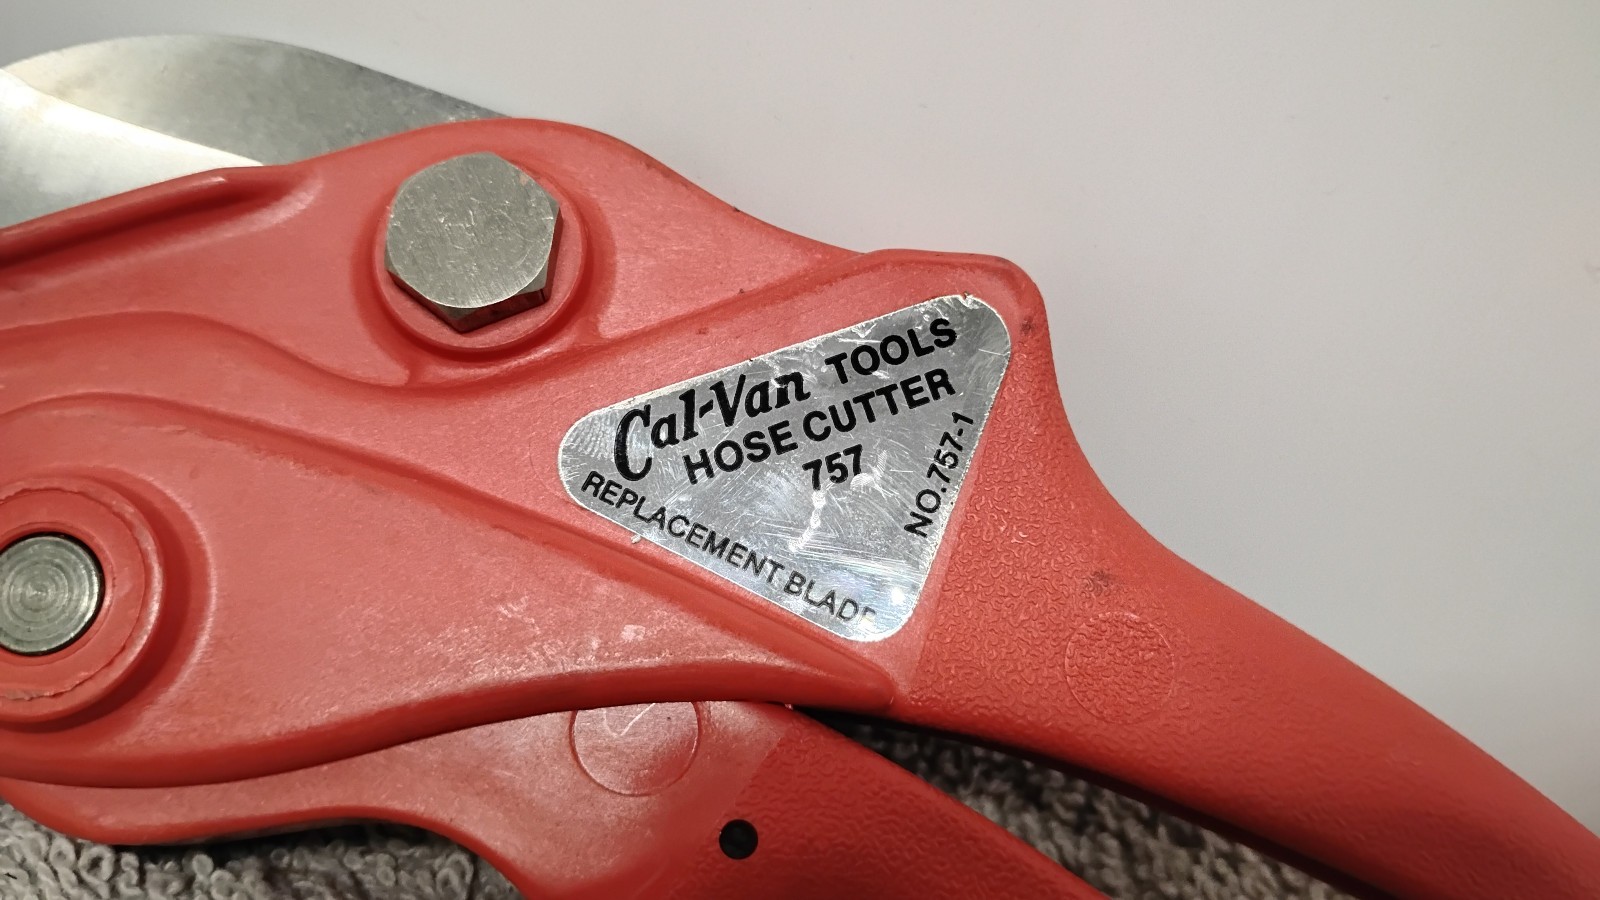 Cal-Van TOOLS
HOSE CUTTER
757
REPLACEMENT BLADE
NO.757-1